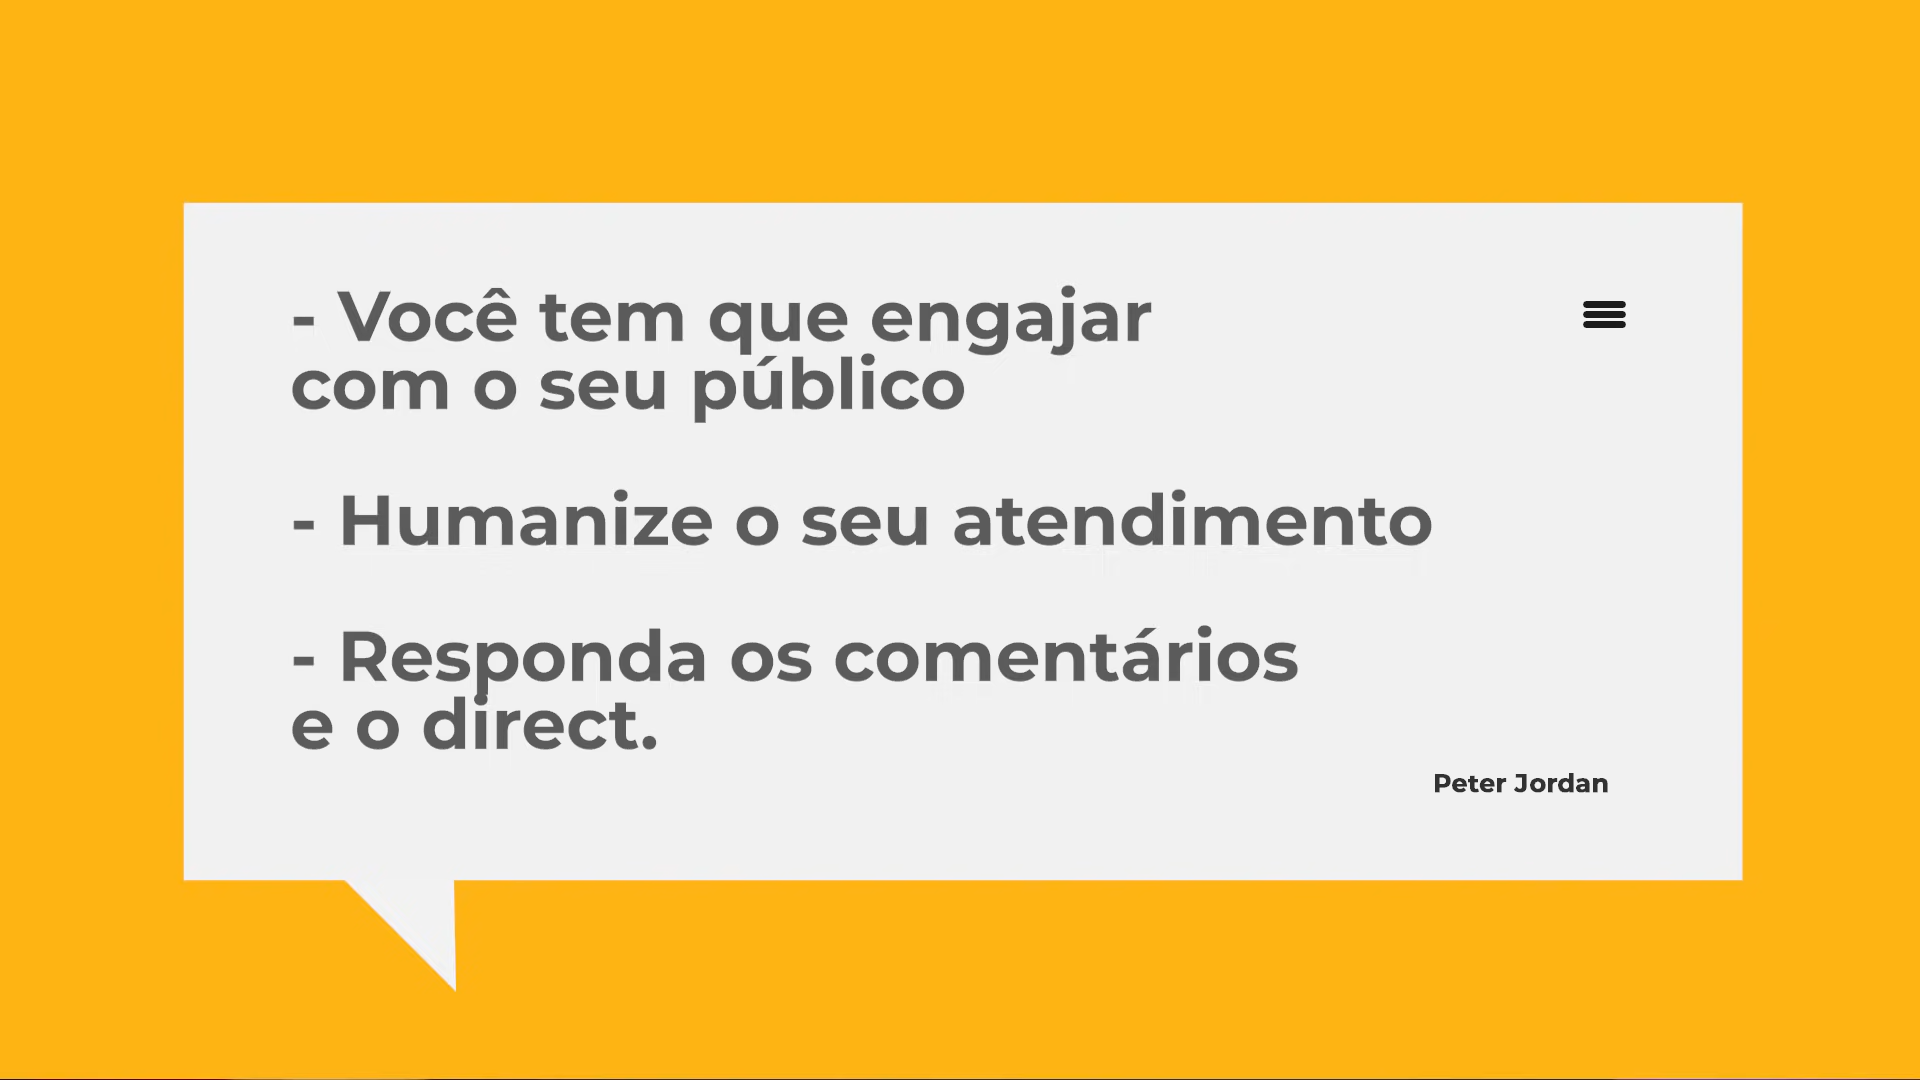 - Você tem que engajar
com o seu público
- Humanize o seu atendimento
- Responda os comentários
e o direct.
Peter Jordan